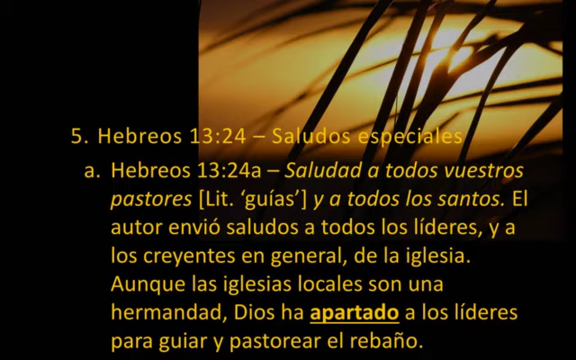 5. Hebreos 13:24 – Saludos especiales
a. Hebreos 13:24a – Saludad a todos vuestros
pastores [Lit. ‘guías’] y a todos los santos. El
autor envió saludos a todos los líderes, y a
los creyentes en general, de la iglesia.
Aunque las iglesias locales son una
hermandad, Dios ha apartado a los líderes
para guiar y pastorear el rebaño.